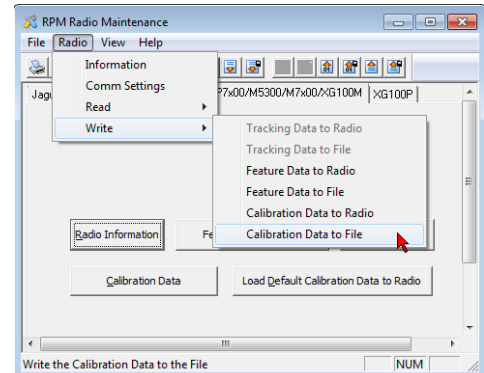 RPM Radio Maintenance
File Radio View Help
Information
Comm Settings
Read
Write
Jagu
P7x00/M5300/M7x00/XG100M
XG100P
Tracking Data to Radio
Tracking Data to File
Feature Data to Radio
Feature Data to File
Calibration Data to Radio
Calibration Data to File
Radio Information
Fe
Calibration Data
Load Default Calibration Data to Radio
Write the Calibration Data to the File
NUM